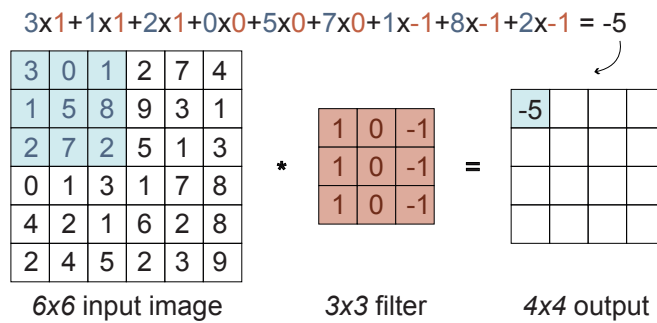 3x1+1x1+2x1+0x0+5x0+7x0+1x-1+8x-1+2x-1 = -5
3 0 1 2 7 4
1 5 8 9 3 1
2 7 2 5 1 3
0 1 3 1 7 8
4 2 1 6 2 8
2 4 5 2 3 9
*
1 0 -1
1 0 -1
1 0 -1
=
-5
6x6 input image
3x3 filter
4x4 output